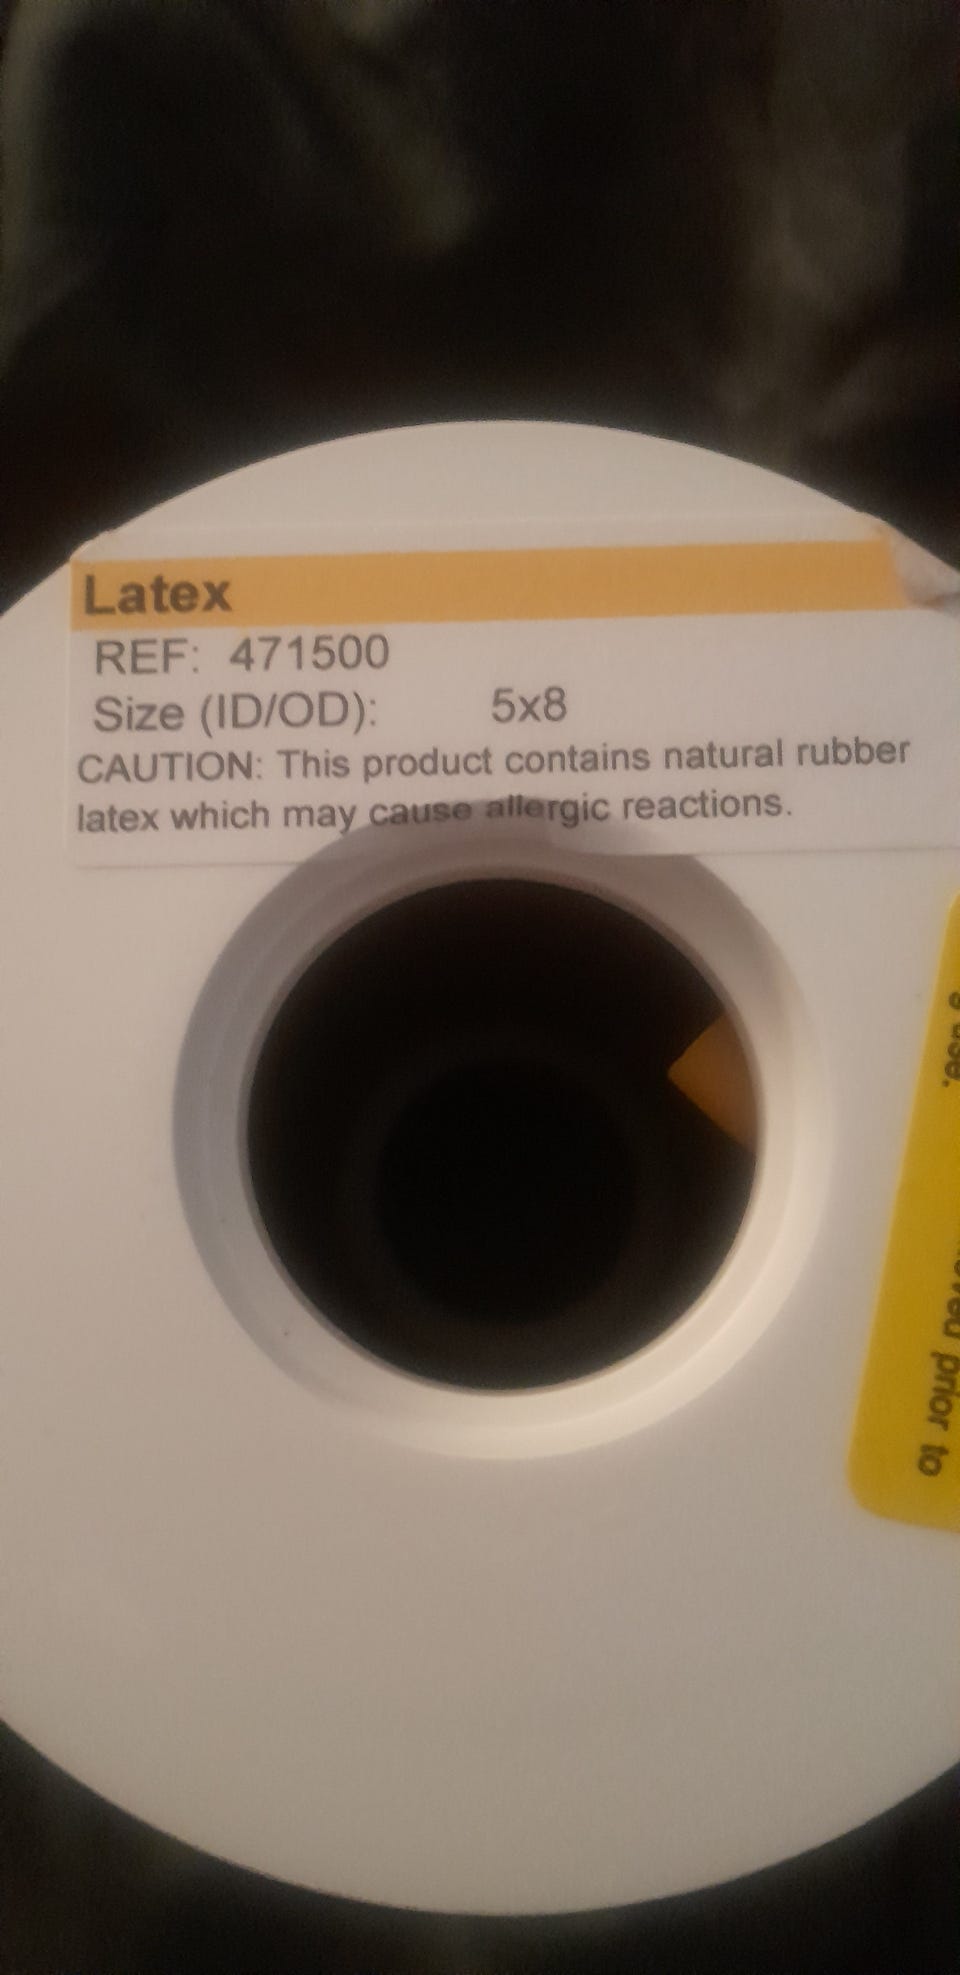 Latex
REF: 471500
Size (ID/OD): 5x8
CAUTION: This product contains natural rubber
latex which may cause allergic reactions.
use.
prior to